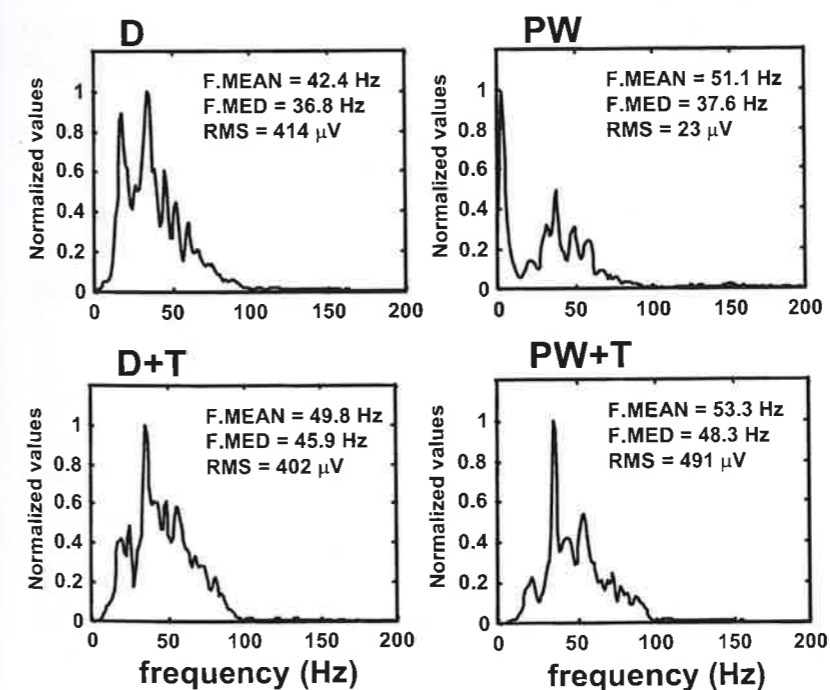 D
F.MEAN = 42.4 Hz
F.MED = 36.8 Hz
RMS = 414 µV
Normalized values
1
0.8
0.6
0.4
0.2
0
0 50 100 150 200
PW
F.MEAN = 51.1 Hz
F.MED = 37.6 Hz
RMS = 23 µV
Normalized values
1
0.8
0.6
0.4
0.2
0
0 50 100 150 200
D+T
F.MEAN = 49.8 Hz
F.MED = 45.9 Hz
RMS = 402 µV
Normalized values
1
0.8
0.6
0.4
0.2
0
0 50 100 150 200
frequency (Hz)
PW+T
F.MEAN = 53.3 Hz
F.MED = 48.3 Hz
RMS = 491 µV
Normalized values
1
0.8
0.6
0.4
0.2
0
0 50 100 150 200
frequency (Hz)